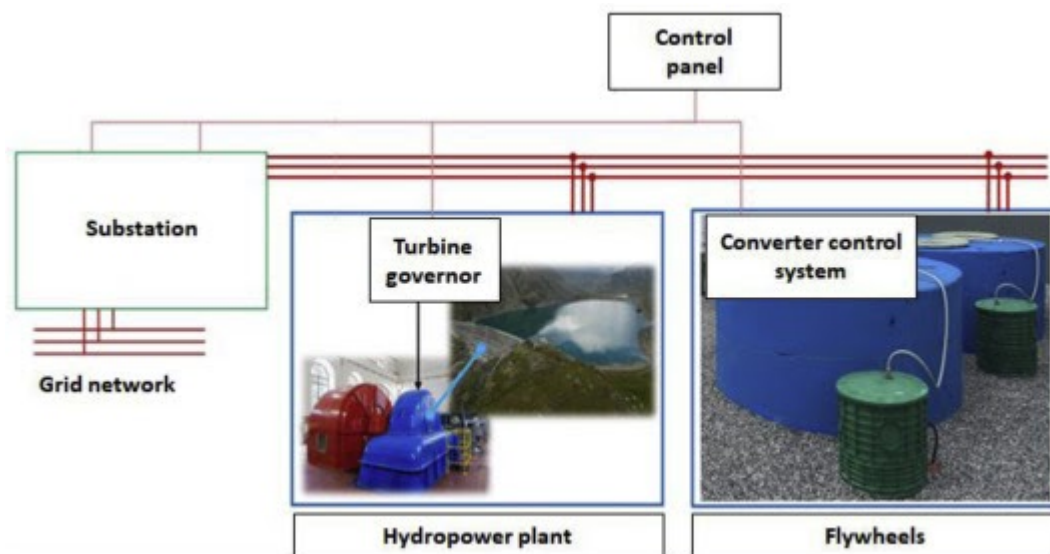 Control
panel
Substation
Turbine
governor
Converter control
system
Grid network
Hydropower plant
Flywheels